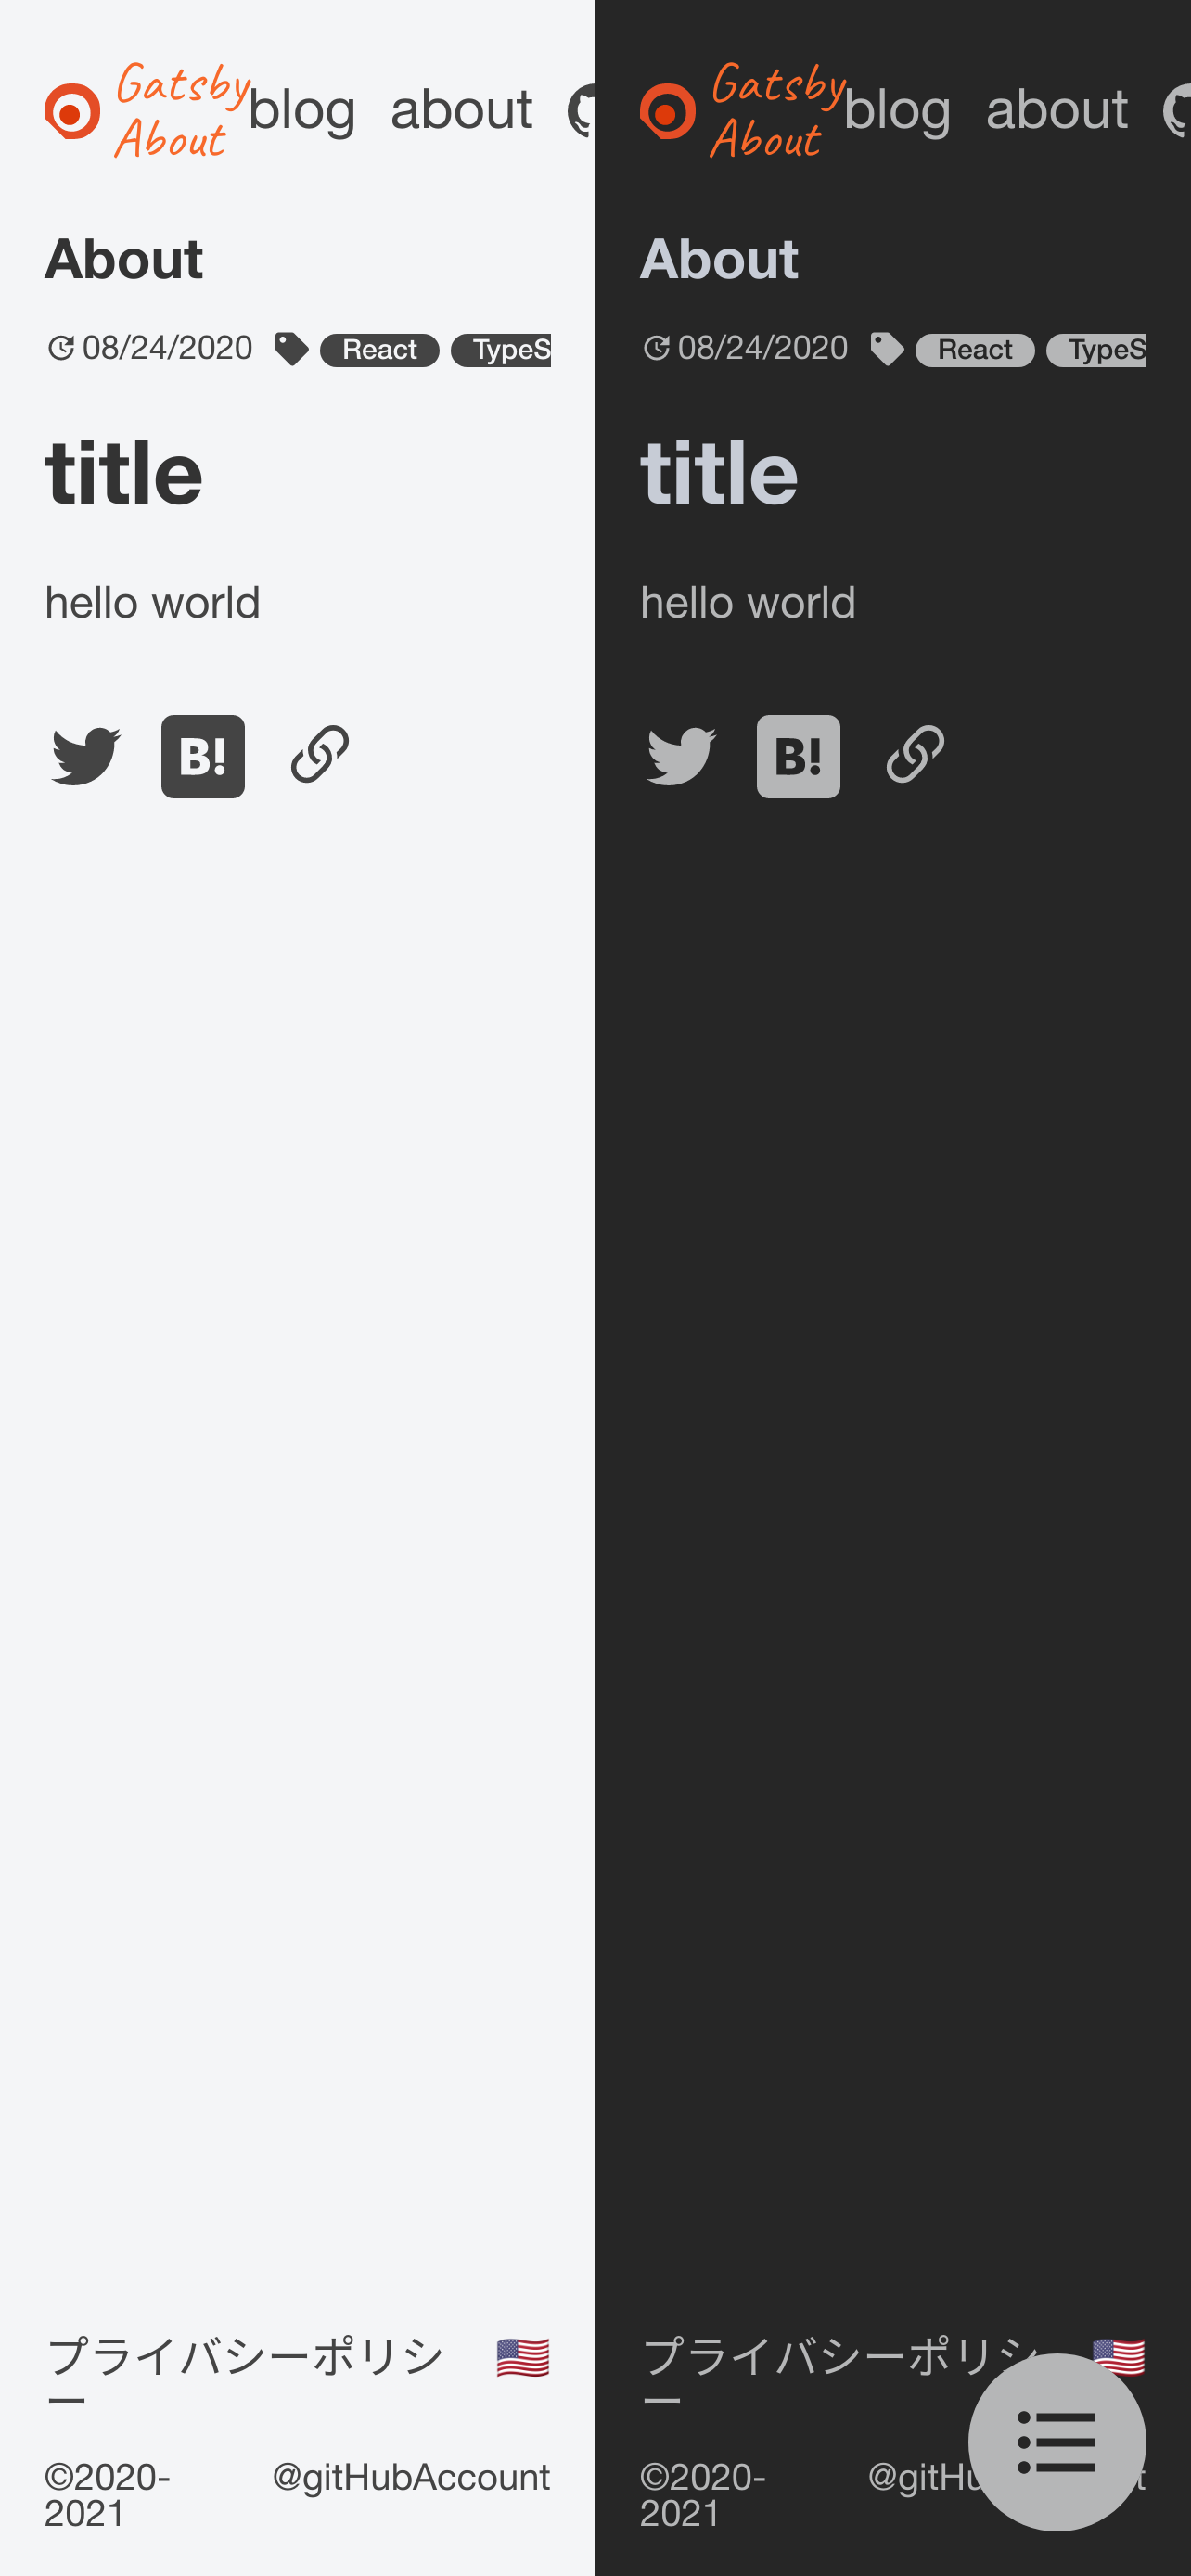 Gatsby
About
blog about
About
08/24/2020 React TypeS
title
hello world
B!
プライバシーポリシ
ー
©2020-
2021
@gitHubAccount
Gatsby
About
blog about
About
08/24/2020 React TypeS
title
hello world
B!
プライバシーポリシ
ー
©2020-
2021
@gitHu t